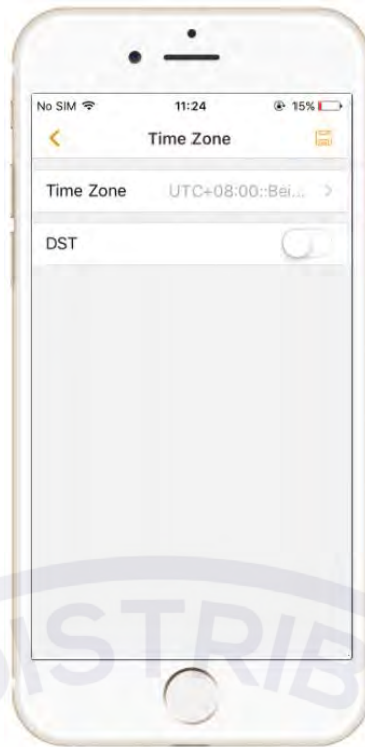 No SIM 11:24 15%
Time Zone
Time Zone UTC+08:00::Bei...
DST
DISTRIB